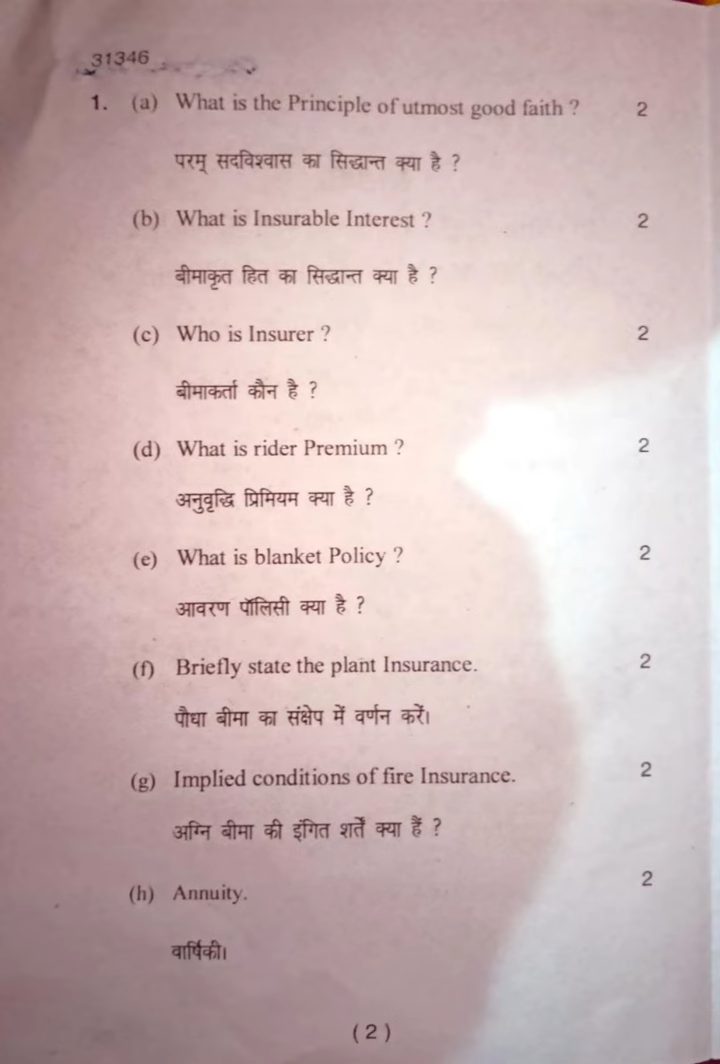 31346
1. (a) What is the Principle of utmost good faith ? 2
परम् सदविश्वास का सिद्धान्त क्या है ?
(b) What is Insurable Interest ? 2
बीमाकृत हित का सिद्धान्त क्या है ?
(c) Who is Insurer ? 2
बीमाकर्ता कौन है ?
(d) What is rider Premium ? 2
अनुवृद्धि प्रिमियम क्या है ?
(e) What is blanket Policy ? 2
आवरण पॉलिसी क्या है ?
(f) Briefly state the plant Insurance. 2
पौधा बीमा का संक्षेप में वर्णन करें।
(g) Implied conditions of fire Insurance. 2
अग्नि बीमा की इंगित शर्तें क्या हैं ?
(h) Annuity. 2
वार्षिकी।
(2)